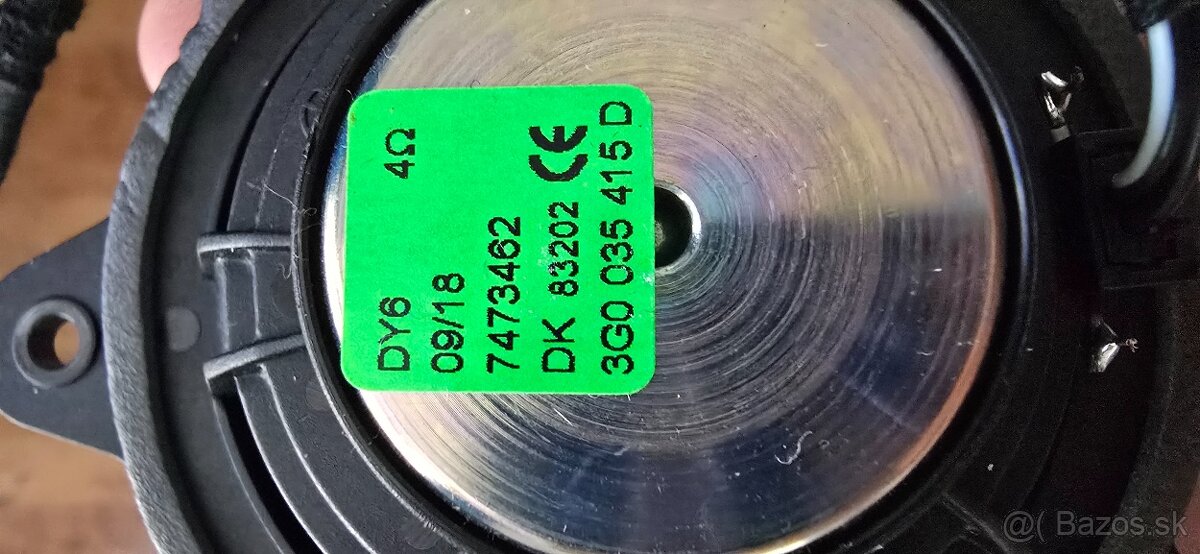 DY6 4Ω
09/18
7473462
DK 83202 CE
3G0 035 415 D
@( Bazos.sk